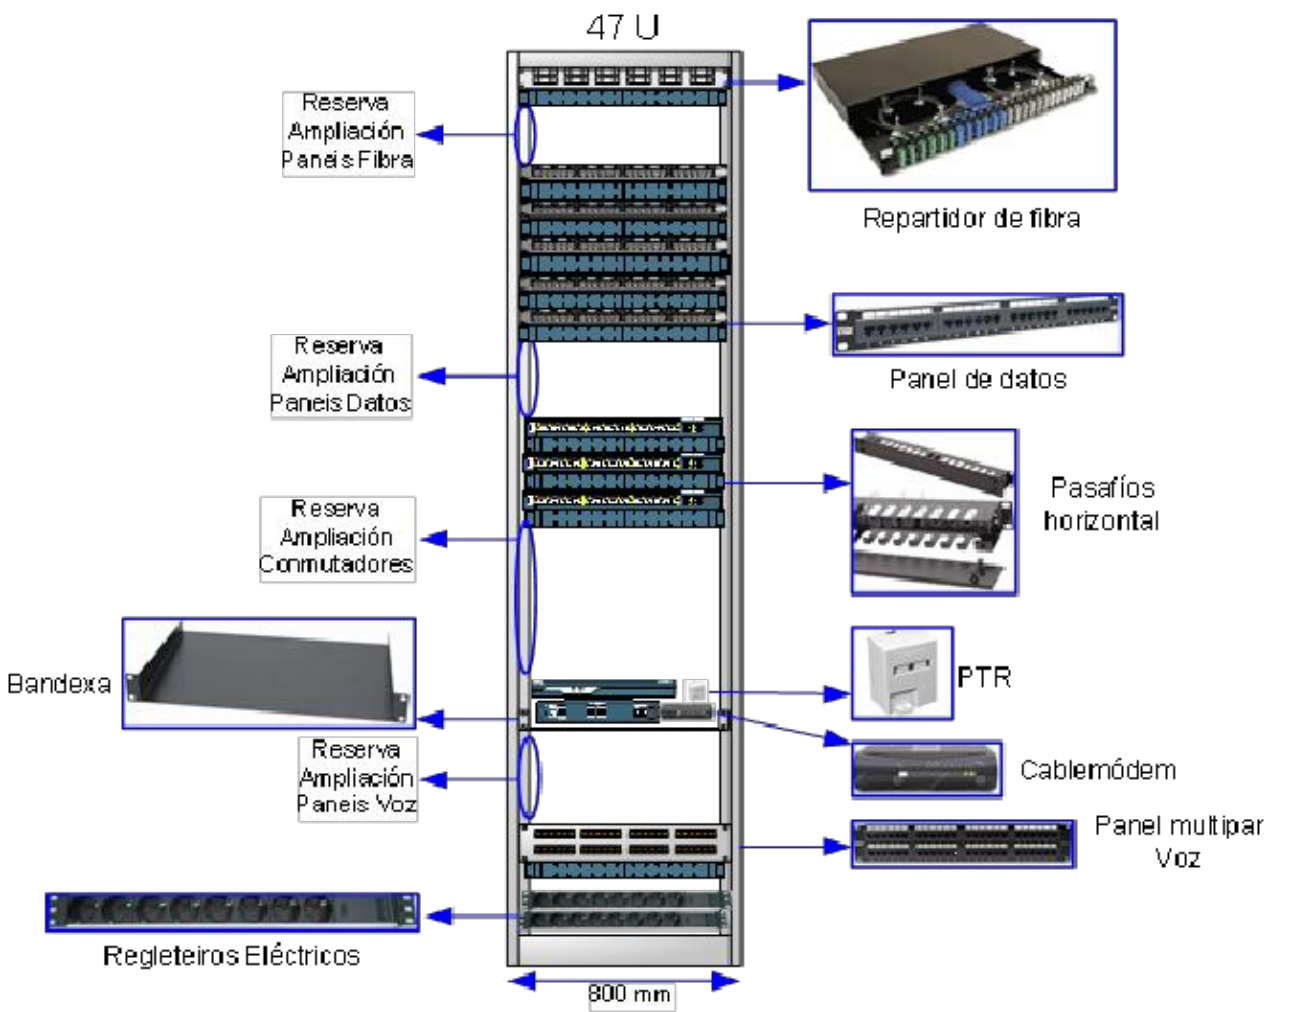 47 U
Reserva
Ampliación
Paneis Fibra
Repartidor de fibra
Reserva
Ampliación
Paneis Datos
Panel de datos
Pasafíos
horizontal
Reserva
Ampliación
Conmutadores
Bandexa
PTR
Reserva
Ampliación
Paneis Voz
Cablemódem
Panel multipar
Voz
Regleteiros Eléctricos
800 mm